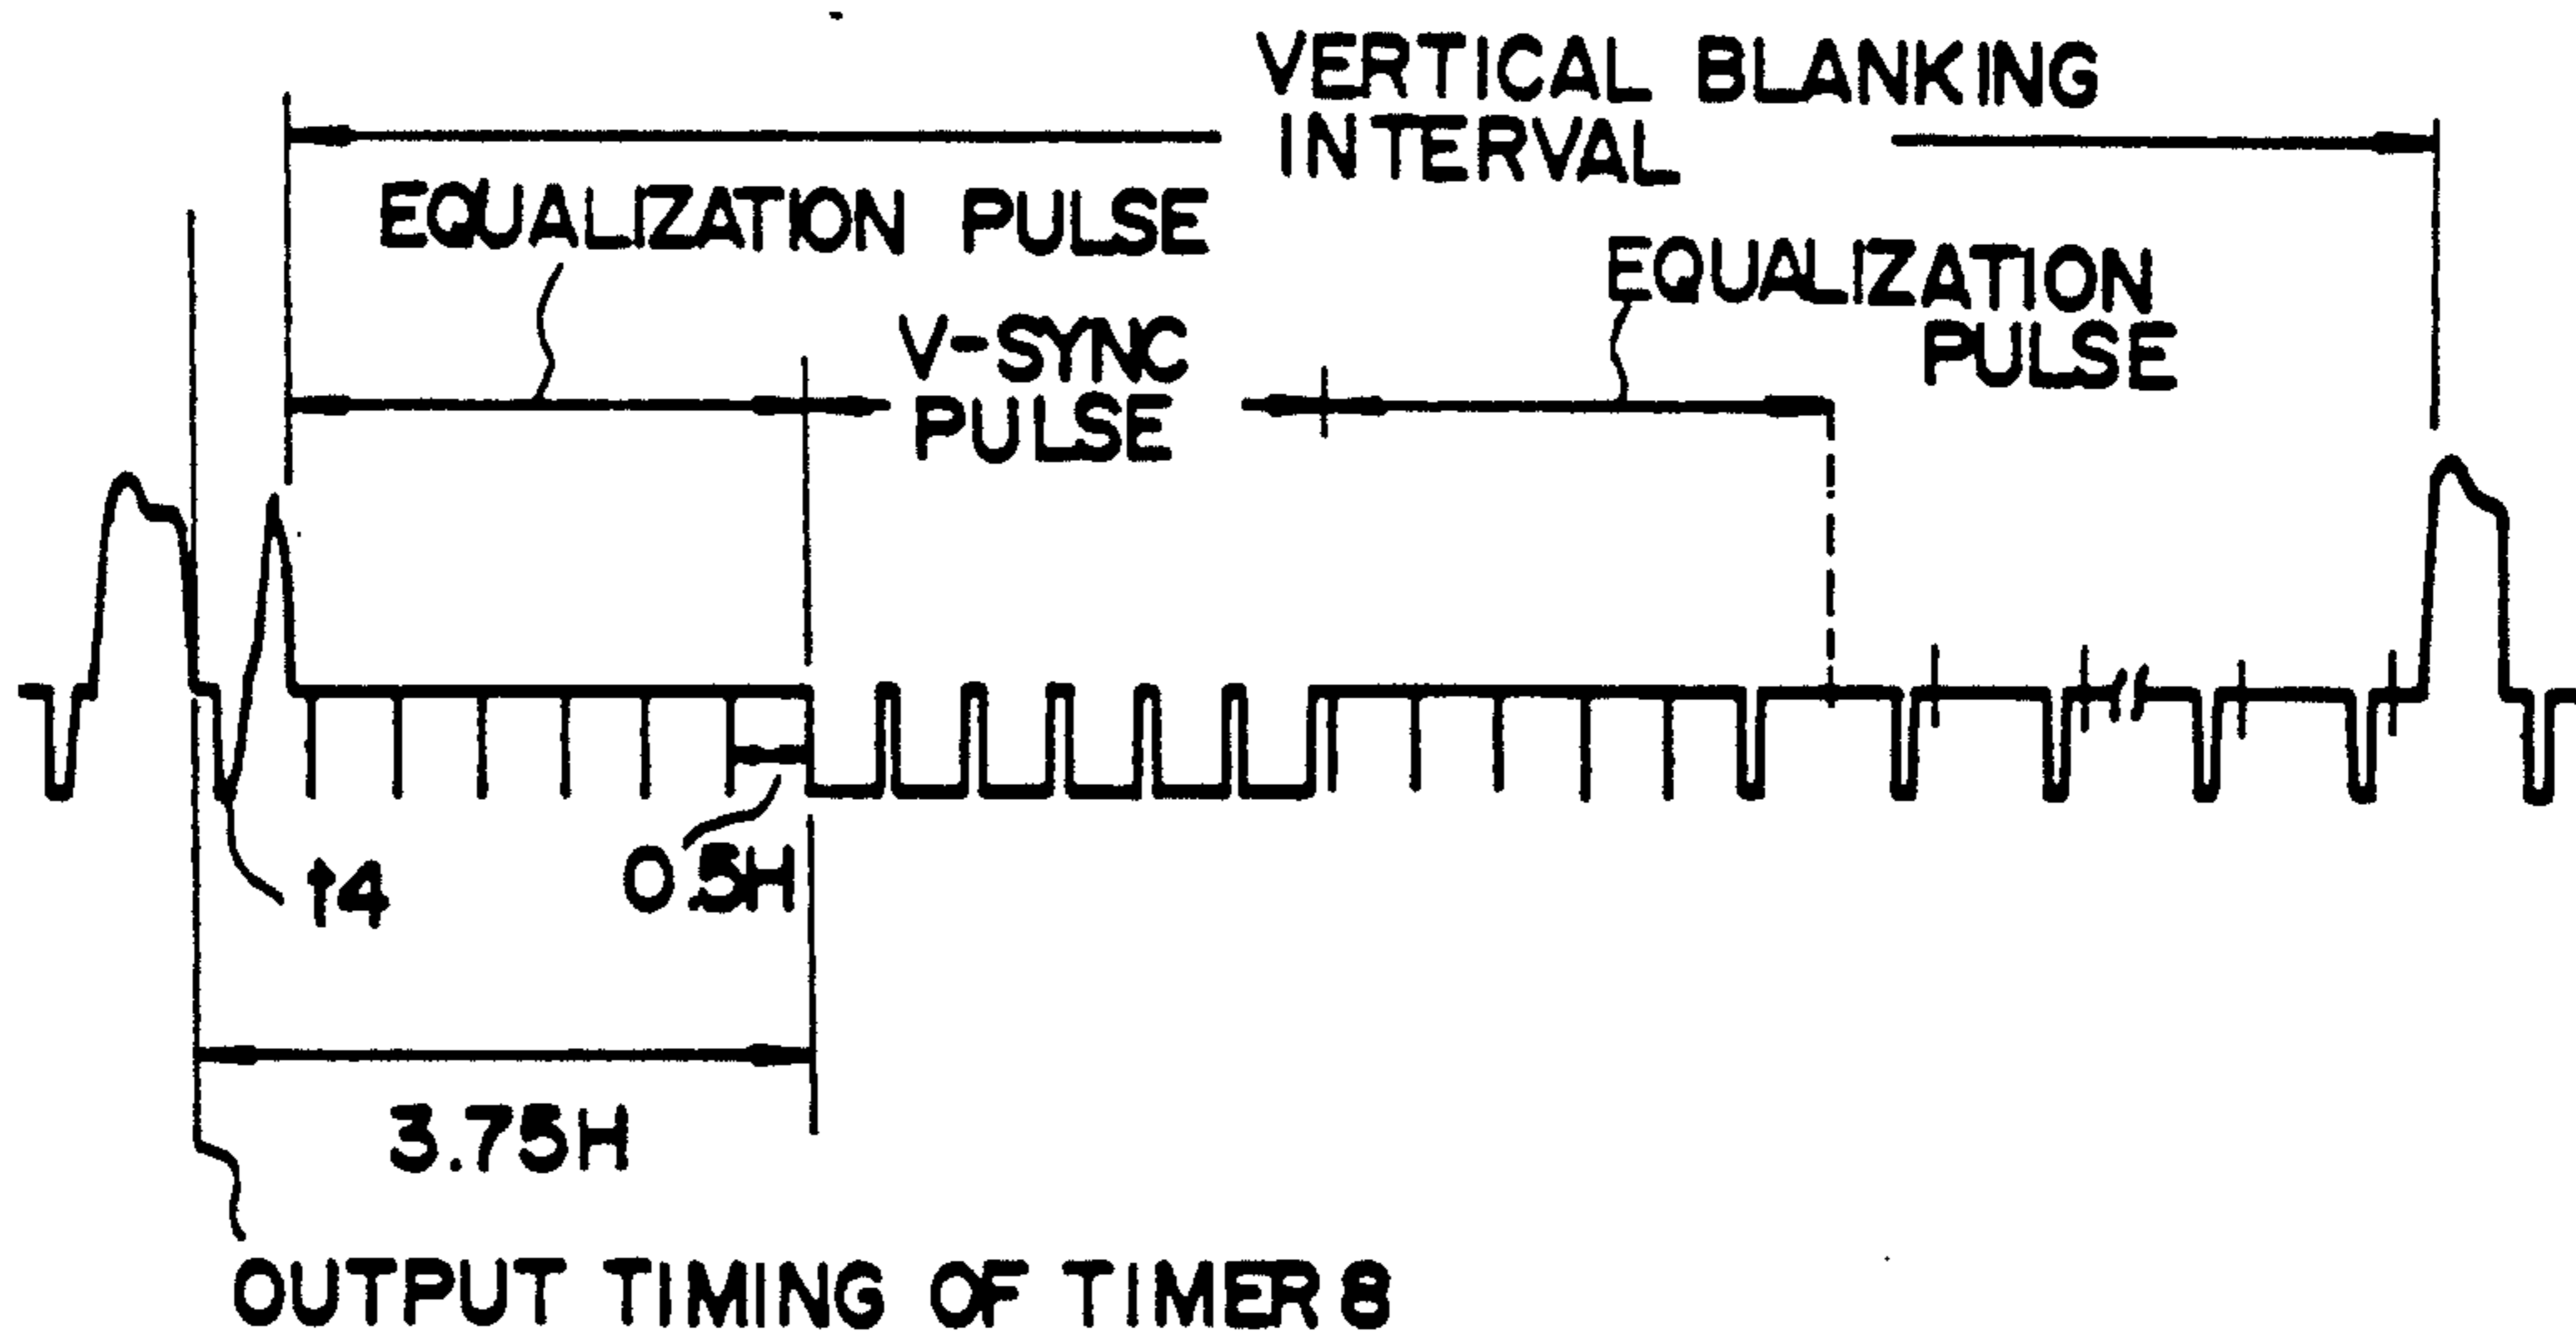 VERTICAL BLANKING
INTERVAL
EQUALIZATION PULSE
EQUALIZATION
PULSE
V-SYNC
PULSE
t4
0.5H
3.75H
OUTPUT TIMING OF TIMER 8